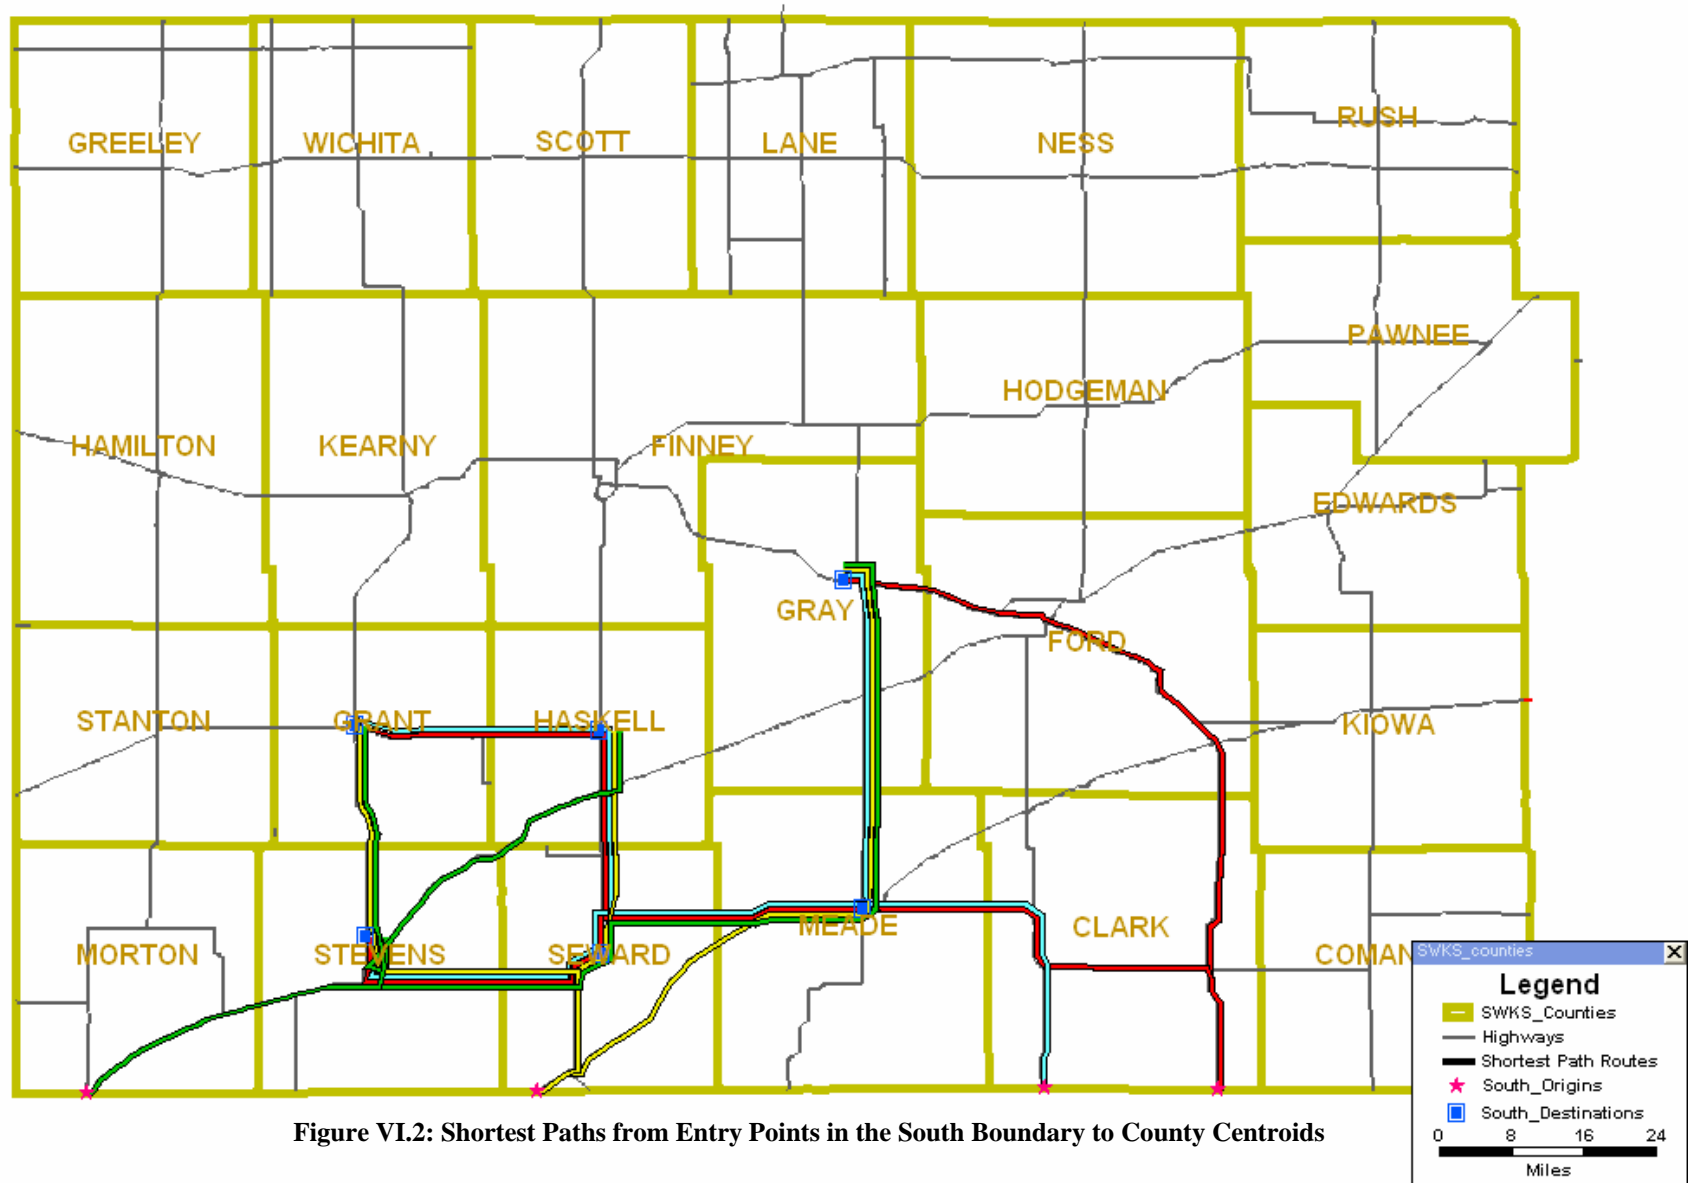 GREELEY
WICHITA
SCOTT
LANE
NESS
RUSH
HAMILTON
KEARNY
FINNEY
HODGEMAN
PAWNEE
EDWARDS
GRAY
FORD
STANTON
GRANT
HASKELL
KIOWA
MORTON
STEVENS
SEWARD
MEADE
CLARK
COMAN
SWKS_counties
Legend
SWKS_Counties
Highways
Shortest Path Routes
South_Origins
South_Destinations
0 8 16 24
Miles
Figure VI.2: Shortest Paths from Entry Points in the South Boundary to County Centroids